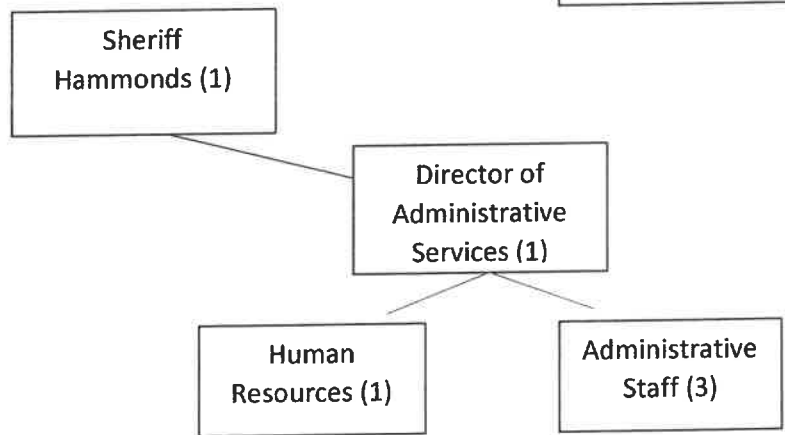 Sheriff
Hammonds (1)
Director of
Administrative
Services (1)
Human
Resources (1)
Administrative
Staff (3)